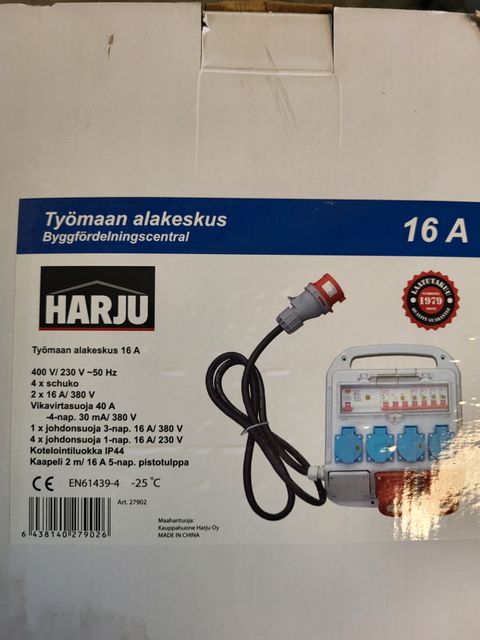 Työmaan alakeskus
Byggfördelningscentral
16 A
HARJU
LAATUTAKUU
1979
QUALITY GUARANTEE
Työmaan alakeskus 16 A
400 V/ 230 V ~50 Hz
4 x schuko
2 x 16 A/ 380 V
Vikavirtasuoja 40 A
-4-nap. 30 mA/ 380 V
1 x johdonsuoja 3-nap. 16 A/ 380 V
4 x johdonsuoja 1-nap. 16 A/ 230 V
Kotelointiluokka IP44
Kaapeli 2 m/ 16 A 5-nap. pistotulppa
CE EN61439-4 -25 °C
Art. 27902
6 438140 279026
Maahantuoja:
Kauppahuone Harju Oy
MADE IN CHINA